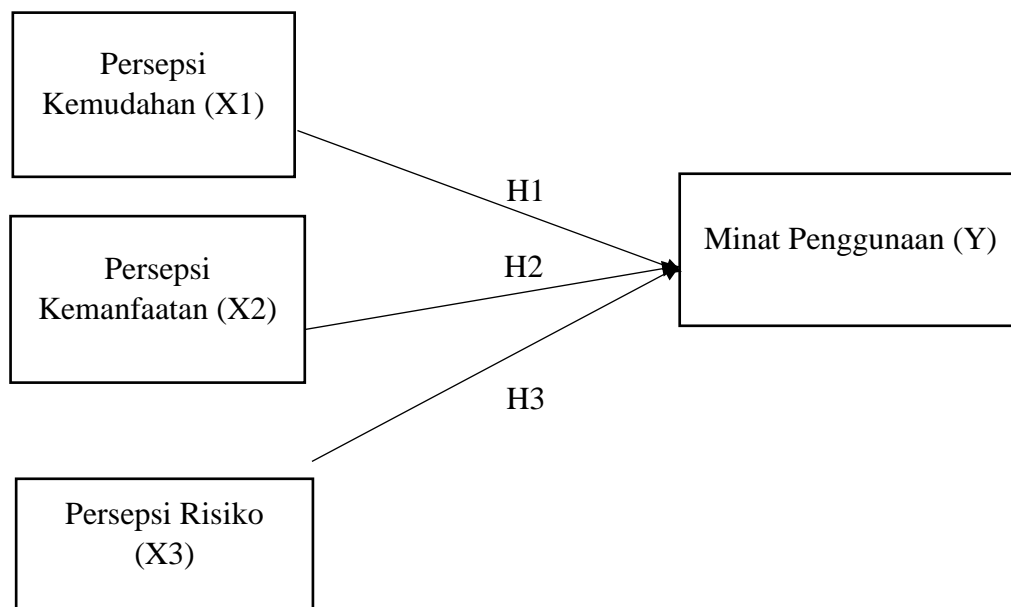 Persepsi
Kemudahan (X1)
H1
Minat Penggunaan (Y)
Persepsi
Kemanfaatan (X2)
H2
H3
Persepsi Risiko
(X3)